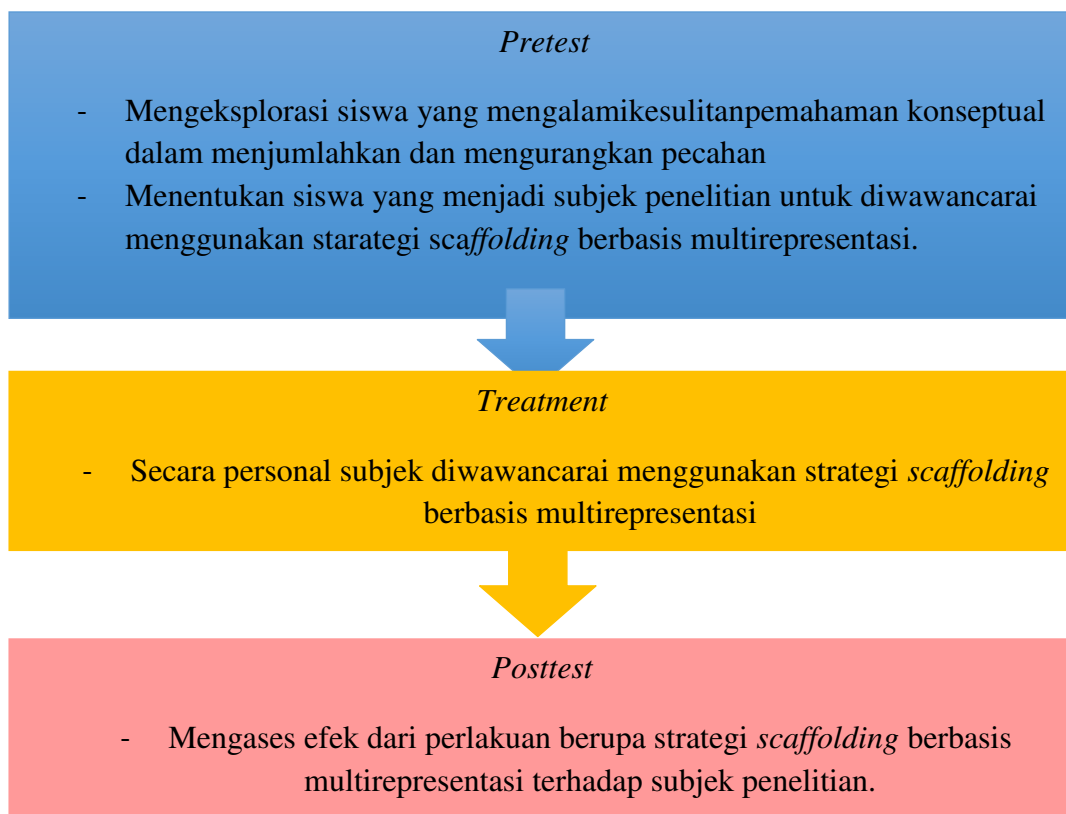 Pretest
- Mengeksplorasi siswa yang mengalamikesulitanpemahaman konseptual
dalam menjumlahkan dan mengurangkan pecahan
- Menentukan siswa yang menjadi subjek penelitian untuk diwawancarai
menggunakan starategi scaffolding berbasis multirepresentasi.
Treatment
- Secara personal subjek diwawancarai menggunakan strategi scaffolding
berbasis multirepresentasi
Posttest
- Mengases efek dari perlakuan berupa strategi scaffolding berbasis
multirepresentasi terhadap subjek penelitian.